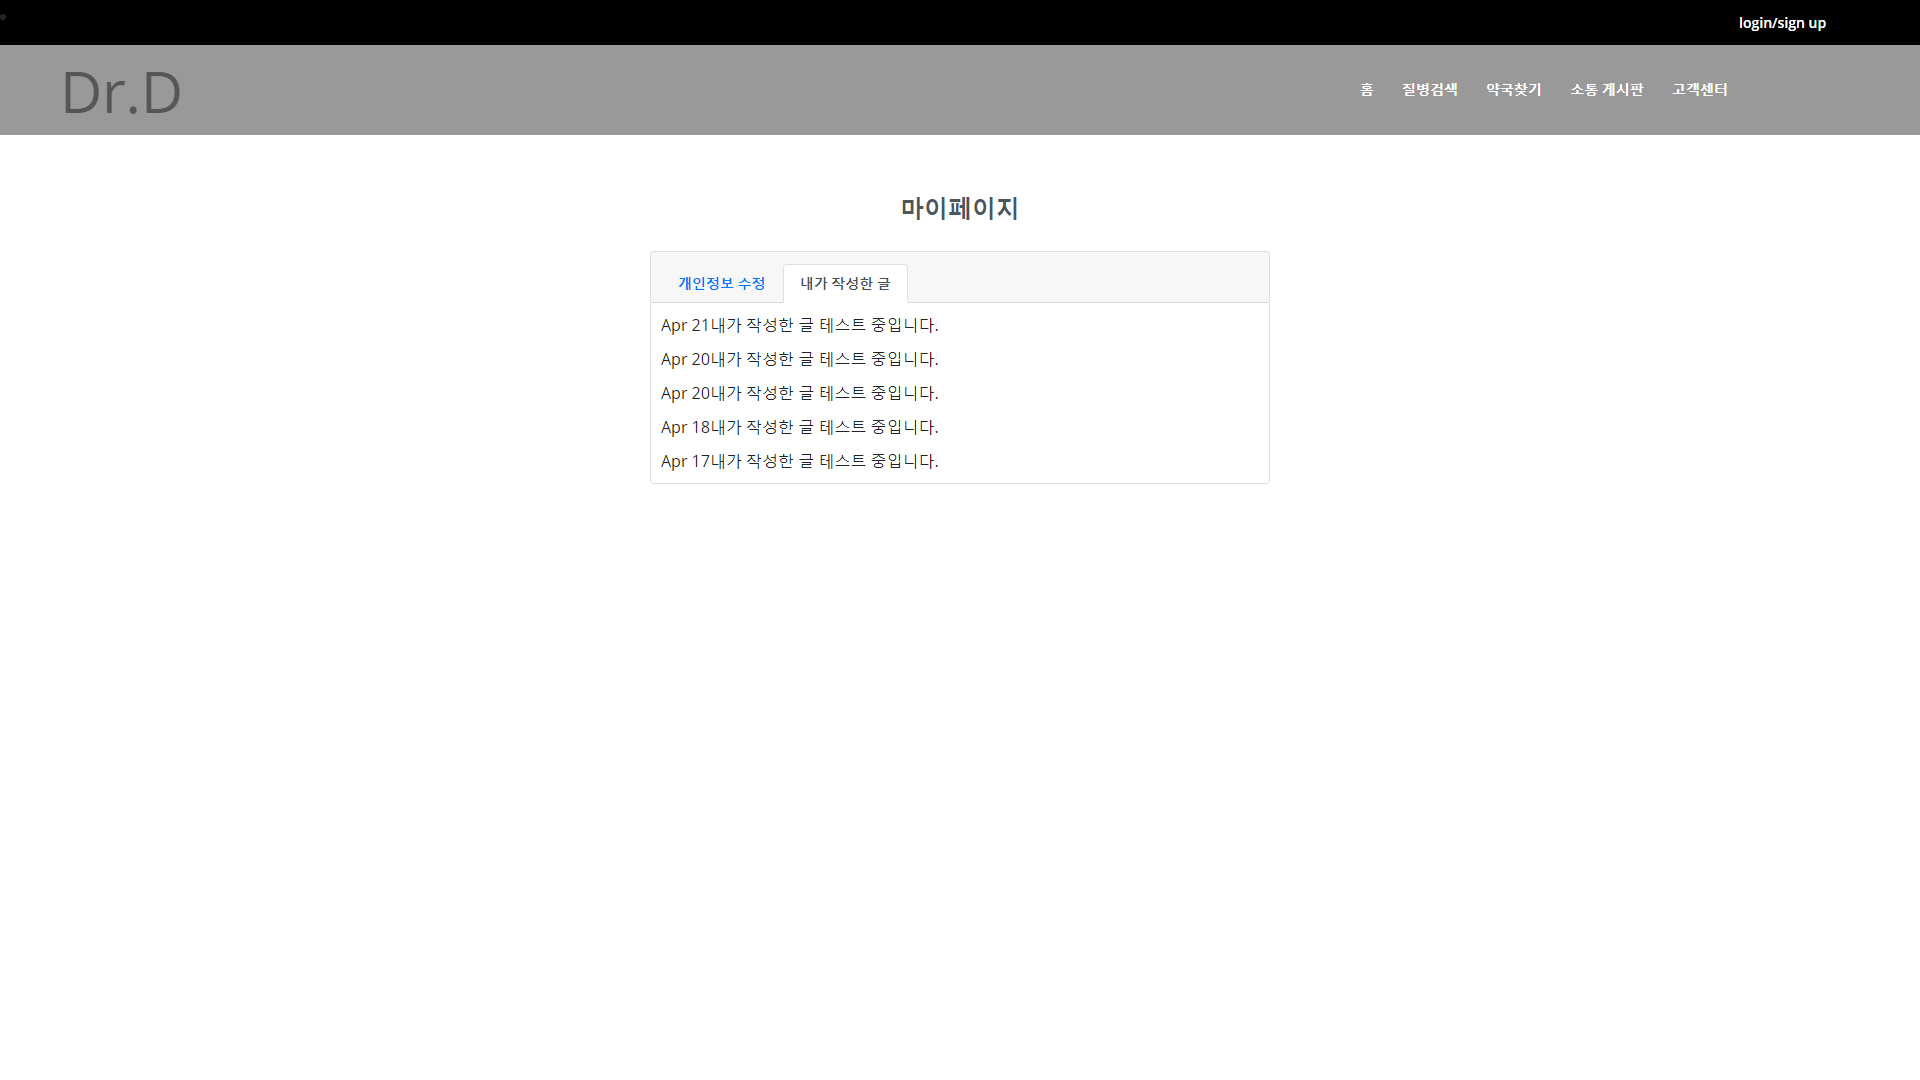 login/sign up
Dr.D
홈 질병검색 약국찾기 소통 게시판 고객센터
마이페이지
개인정보 수정 내가 작성한 글
Apr 21내가 작성한 글 테스트 중입니다.
Apr 20내가 작성한 글 테스트 중입니다.
Apr 20내가 작성한 글 테스트 중입니다.
Apr 18내가 작성한 글 테스트 중입니다.
Apr 17내가 작성한 글 테스트 중입니다.